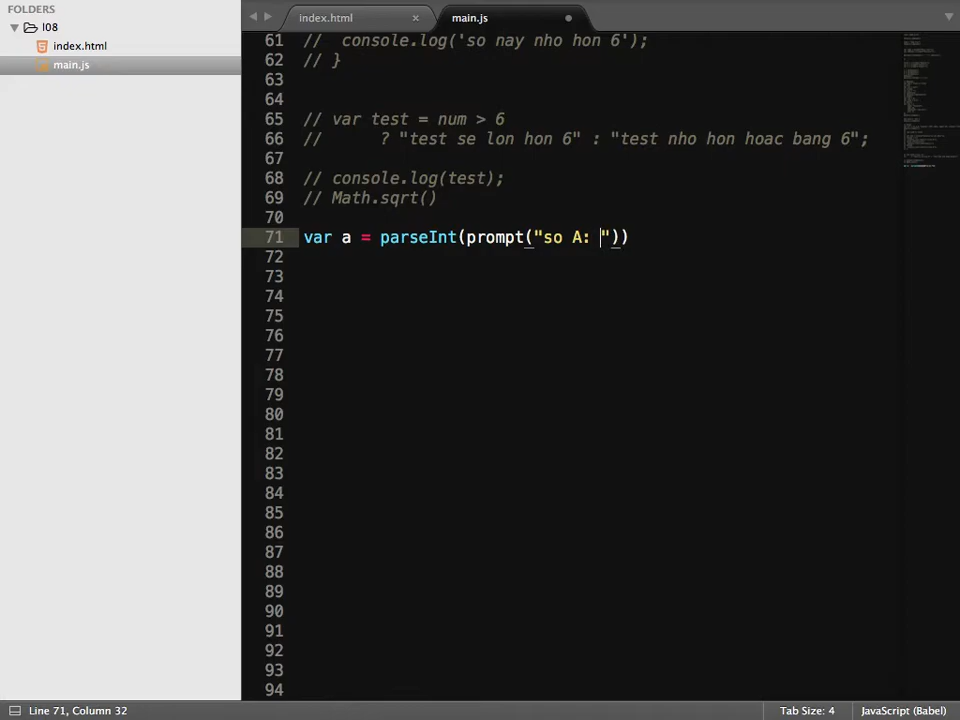 FOLDERS
l08
index.html
main.js
index.html × main.js
61 //  console.log('so nay nho hon 6');
62 // }
63
64
65 // var test = num > 6
66 //      ? "test se lon hon 6" : "test nho hon hoac bang 6";
67
68 // console.log(test);
69 // Math.sqrt()
70
71 var a = parseInt(prompt("so A: "))
72
73
74
75
76
77
78
79
80
81
82
83
84
85
86
87
88
89
90
91
92
93
94
Line 71, Column 32 Tab Size: 4 JavaScript (Babel)